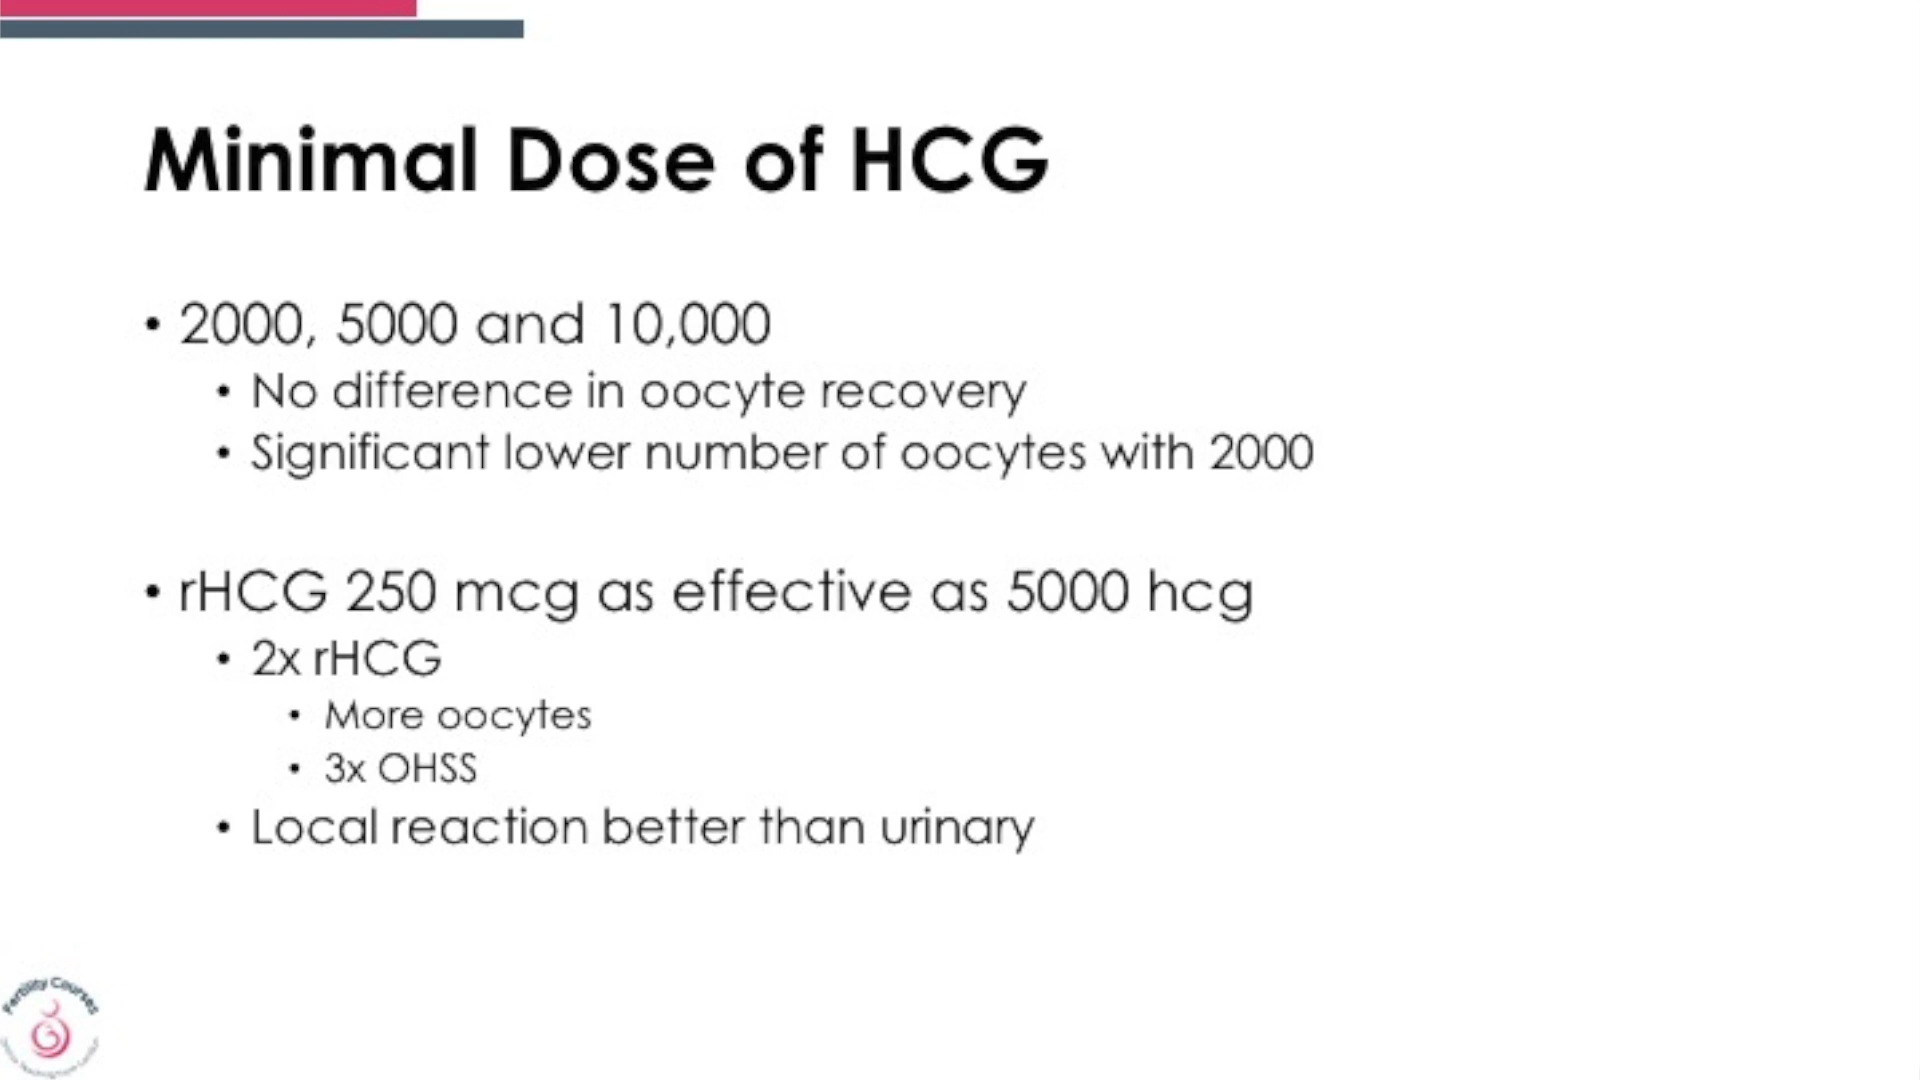 Minimal Dose of HCG
• 2000, 5000 and 10,000
• No difference in oocyte recovery
• Significant lower number of oocytes with 2000
• rHCG 250 mcg as effective as 5000 hcg
• 2x rHCG
• More oocytes
• 3x OHSS
• Local reaction better than urinary
Fertility Courses